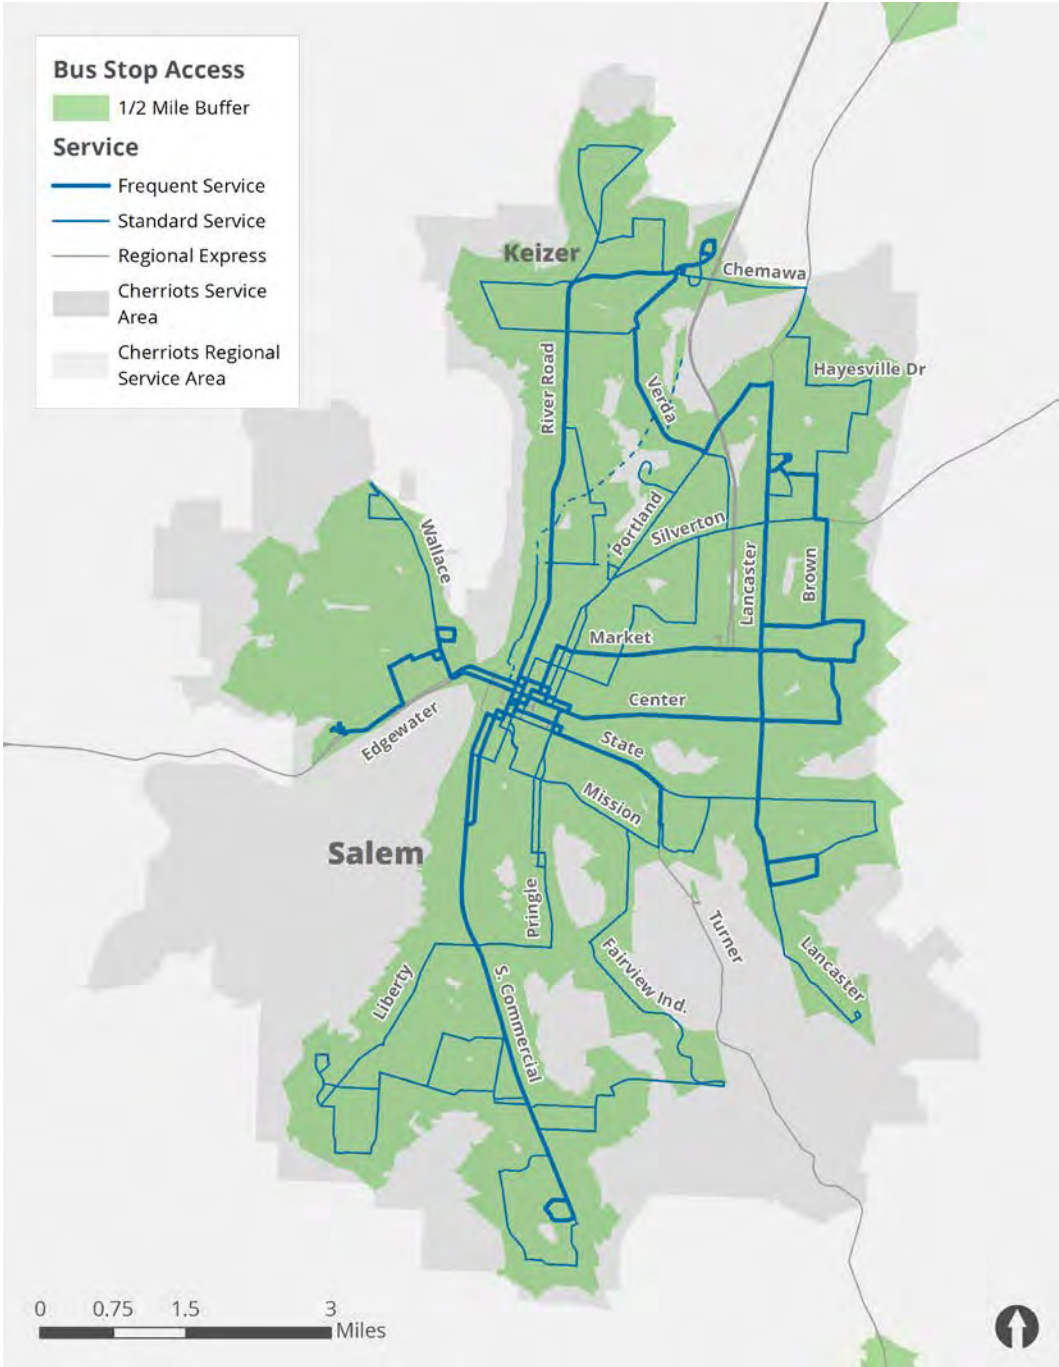 Bus Stop Access
1/2 Mile Buffer
Service
Frequent Service
Standard Service
Regional Express
Cherriots Service
Area
Cherriots Regional
Service Area
Keizer
Chemawa
Hayesville Dr
River Road
Verda
Wallace
Portland
Silverton
Lancaster
Brown
Market
Center
Edgewater
State
Mission
Salem
Pringle
Turner
Lancaster
Fairview Ind.
Liberty
S. Commercial
0 0.75 1.5 3
Miles